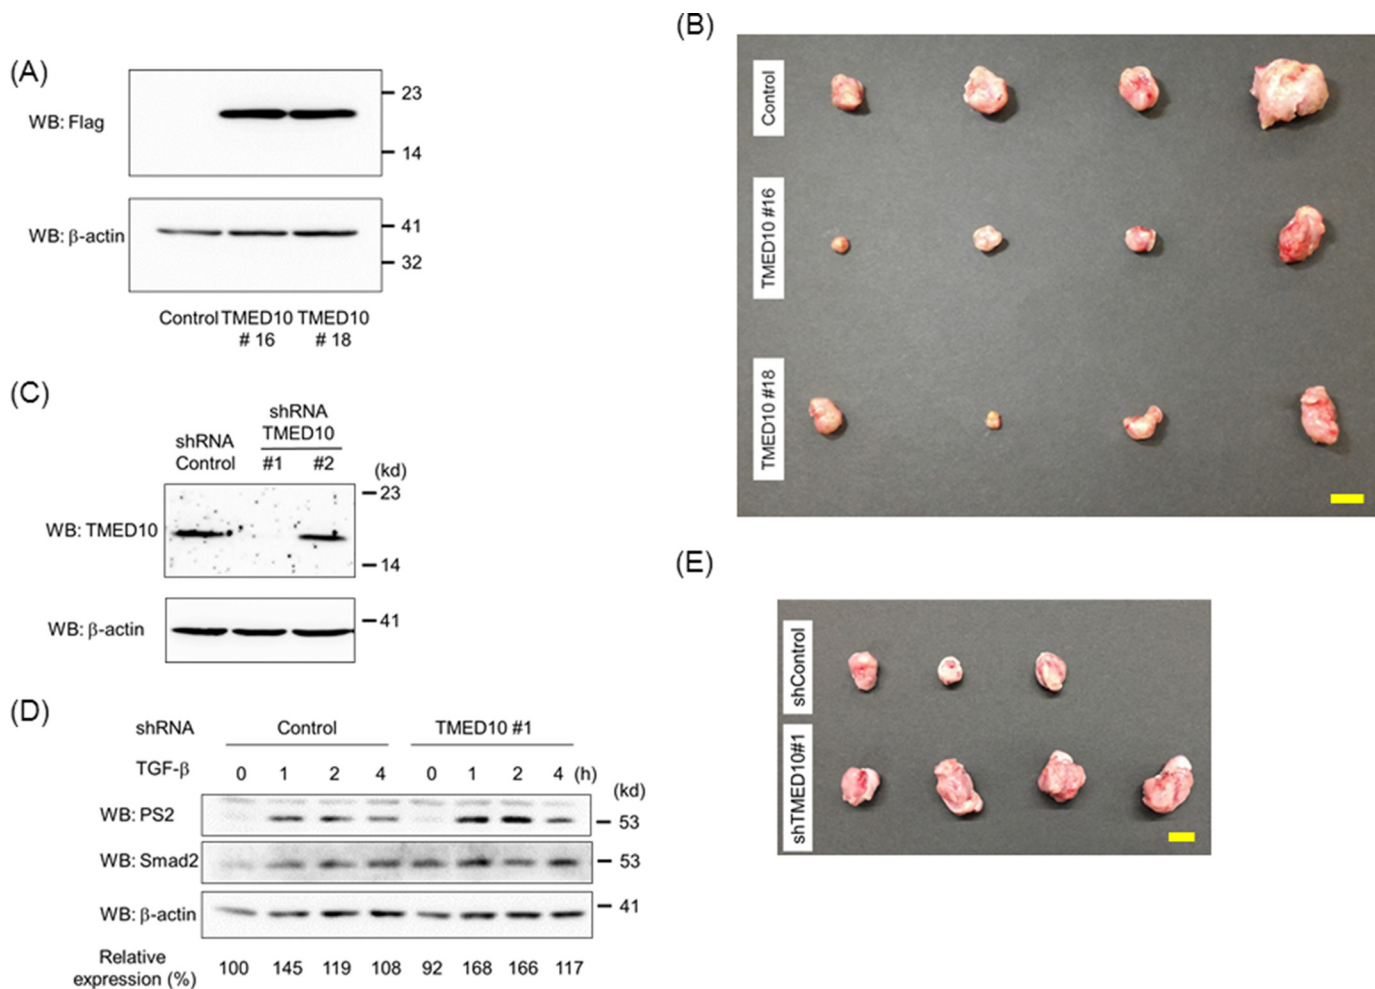 (A)
WB: Flag
23
14
WB: β-actin
41
32
Control TMED10 TMED10
# 16 # 18
(B)
Control
TMED10 #16
TMED10 #18
(C)
shRNA
shRNA TMED10
Control #1 #2 (kd)
WB: TMED10
23
14
WB: β-actin
41
(D)
shRNA Control TMED10 #1
TGF-β 0 1 2 4 0 1 2 4 (h)
(kd)
WB: PS2
53
WB: Smad2
53
WB: β-actin
41
Relative
expression (%) 100 145 119 108 92 168 166 117
(E)
shControl
shTMED10#1